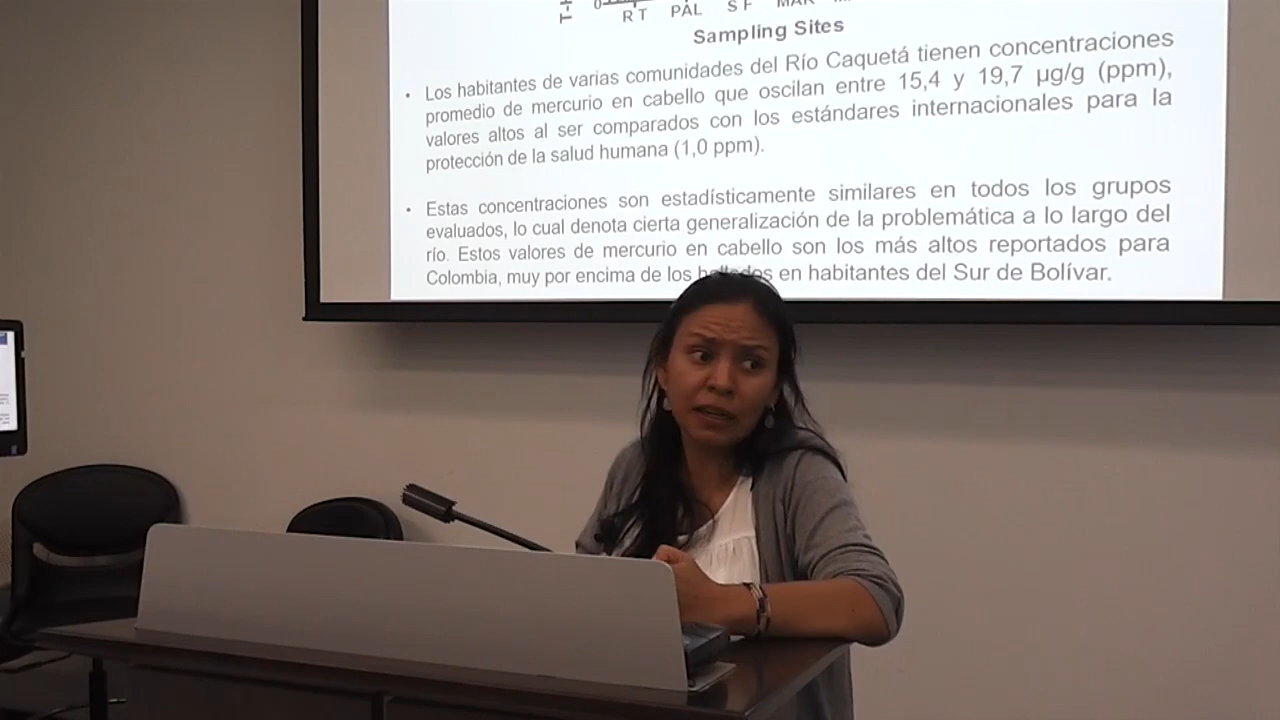 0
R T PAL S F MAR
Sampling Sites
• Los habitantes de varias comunidades del Río Caquetá tienen concentraciones
promedio de mercurio en cabello que oscilan entre 15,4 y 19,7 µg/g (ppm),
valores altos al ser comparados con los estándares internacionales para la
protección de la salud humana (1,0 ppm).
• Estas concentraciones son estadísticamente similares en todos los grupos
evaluados, lo cual denota cierta generalización de la problemática a lo largo del
río. Estos valores de mercurio en cabello son los más altos reportados para
Colombia, muy por encima de los hallados en habitantes del Sur de Bolívar.